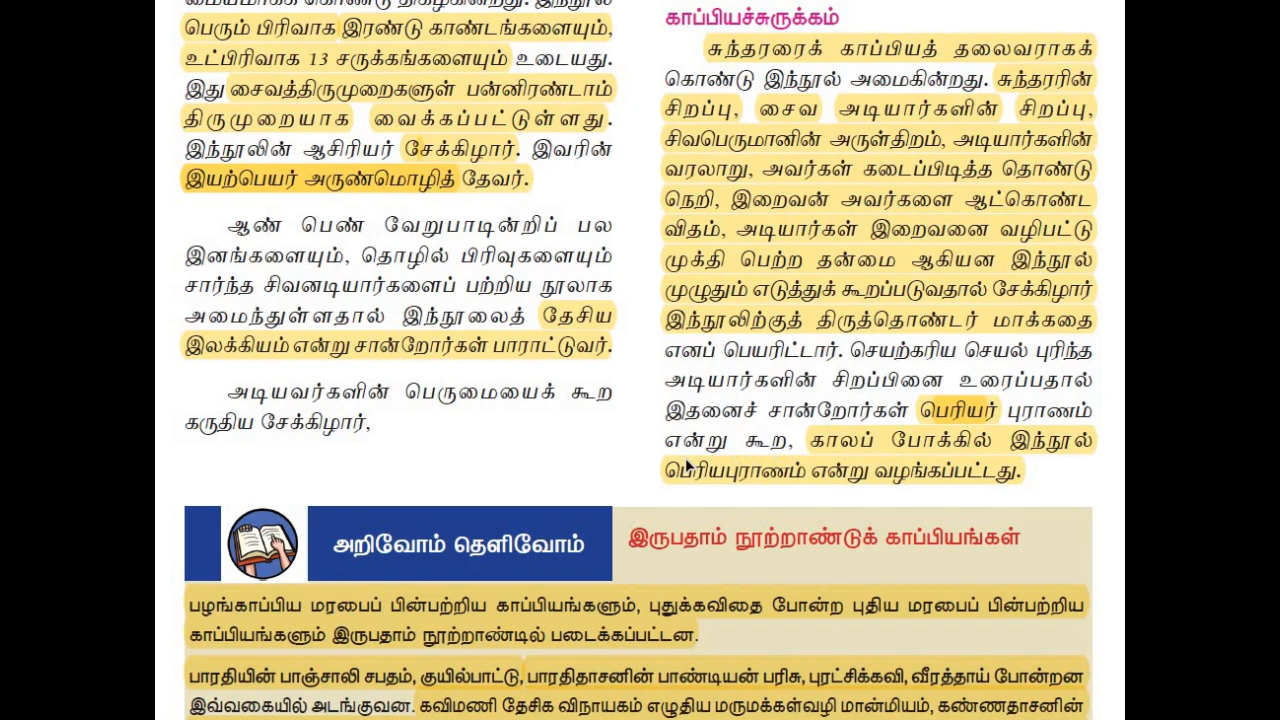 மையமாகக் கொண்டு திகழ்கின்றது. இந்நூல்
பெரும் பிரிவாக இரண்டு காண்டங்களையும்,
உட்பிரிவாக 13 சருக்கங்களையும் உடையது.
இது சைவத்திருமுறைகளுள் பன்னிரண்டாம்
திருமுறையாக வைக்கப்பட்டுள்ளது.
இந்நூலின் ஆசிரியர் சேக்கிழார். இவரின்
இயற்பெயர் அருண்மொழித் தேவர்.
ஆண் பெண் வேறுபாடின்றிப் பல
இனங்களையும், தொழில் பிரிவுகளையும்
சார்ந்த சிவனடியார்களைப் பற்றிய நூலாக
அமைந்துள்ளதால் இந்நூலைத் தேசிய
இலக்கியம் என்று சான்றோர்கள் பாராட்டுவர்.
அடியவர்களின் பெருமையைக் கூற
கருதிய சேக்கிழார்,
காப்பியச்சுருக்கம்
சுந்தரரைக் காப்பியத் தலைவராகக்
கொண்டு இந்நூல் அமைகின்றது. சுந்தரரின்
சிறப்பு, சைவ அடியார்களின் சிறப்பு,
சிவபெருமானின் அருள்திறம், அடியார்களின்
வரலாறு, அவர்கள் கடைப்பிடித்த தொண்டு
நெறி, இறைவன் அவர்களை ஆட்கொண்ட
விதம், அடியார்கள் இறைவனை வழிபட்டு
முக்தி பெற்ற தன்மை ஆகியன இந்நூல்
முழுதும் எடுத்துக் கூறப்படுவதால் சேக்கிழார்
இந்நூலிற்குத் திருத்தொண்டர் மாக்கதை
எனப் பெயரிட்டார். செயற்கரிய செயல் புரிந்த
அடியார்களின் சிறப்பினை உரைப்பதால்
இதனைச் சான்றோர்கள் பெரியர் புராணம்
என்று கூற, காலப் போக்கில் இந்நூல்
பெரியபுராணம் என்று வழங்கப்பட்டது.
அறிவோம் தெளிவோம்
இருபதாம் நூற்றாண்டுக் காப்பியங்கள்
பழங்காப்பிய மரபைப் பின்பற்றிய காப்பியங்களும், புதுக்கவிதை போன்ற புதிய மரபைப் பின்பற்றிய
காப்பியங்களும் இருபதாம் நூற்றாண்டில் படைக்கப்பட்டன.
பாரதியின் பாஞ்சாலி சபதம், குயில்பாட்டு, பாரதிதாசனின் பாண்டியன் பரிசு, புரட்சிக்கவி, வீரத்தாய் போன்றன
இவ்வகையில் அடங்குவன. கவிமணி தேசிக விநாயகம் எழுதிய மருமக்கள்வழி மான்மியம், கண்ணதாசனின்